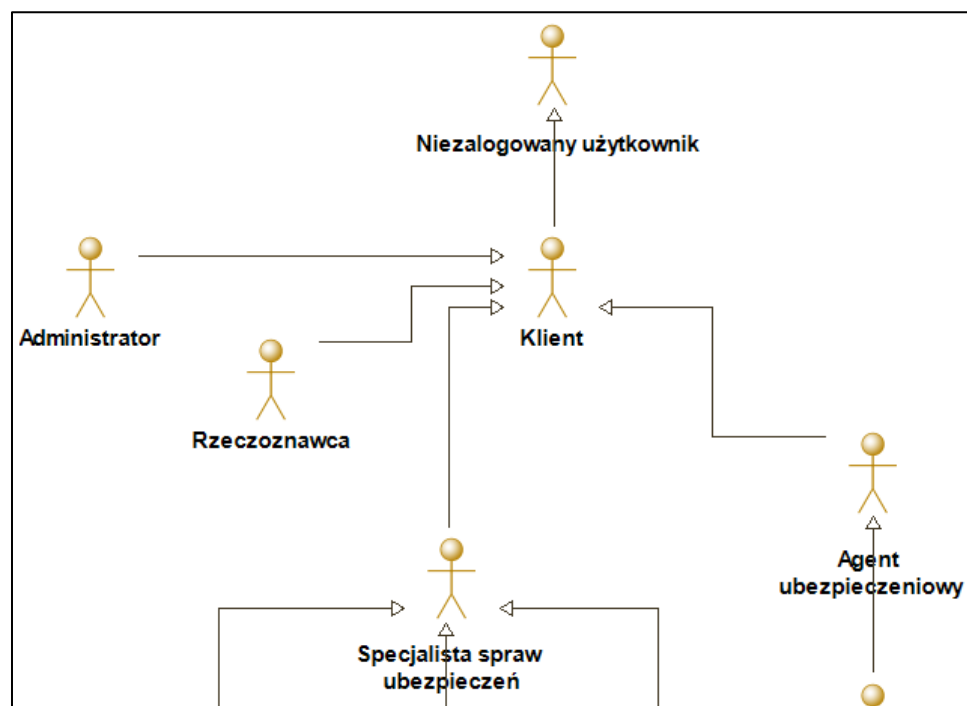 Niezalogowany użytkownik
Administrator
Klient
Rzeczoznawca
Agent
ubezpieczeniowy
Specjalista spraw
ubezpieczeń